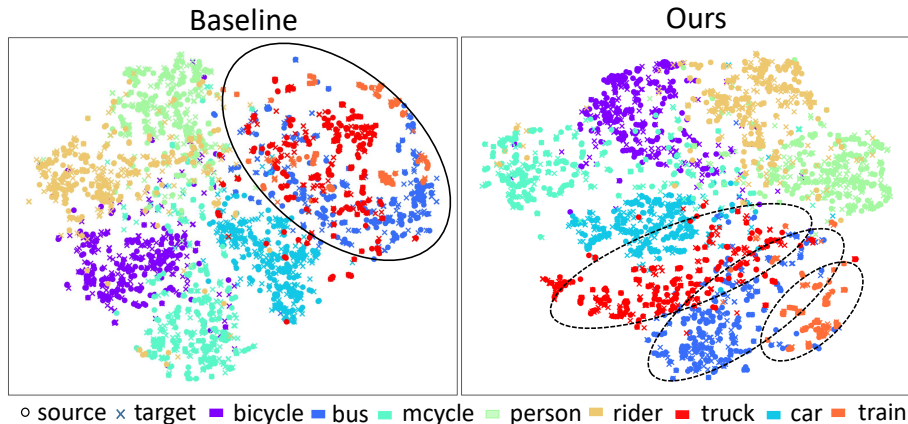 Baseline
Ours
source target bicycle bus mcycle person rider truck car train